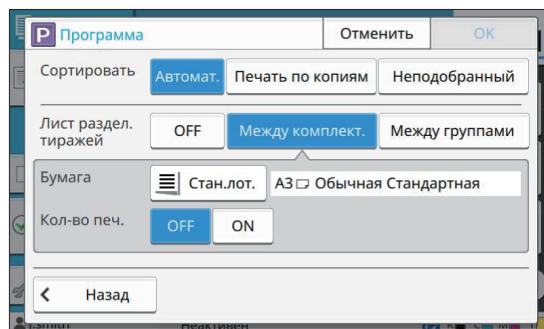 P Программа
Отменить
OK
Сортировать
Автомат.
Печать по копиям
Неподобранный
Лист раздел.
тиражей
OFF
Между комплект.
Между группами
Бумага
Стан.лот.
A3 Обычная Стандартная
Кол-во печ.
OFF
ON
Назад